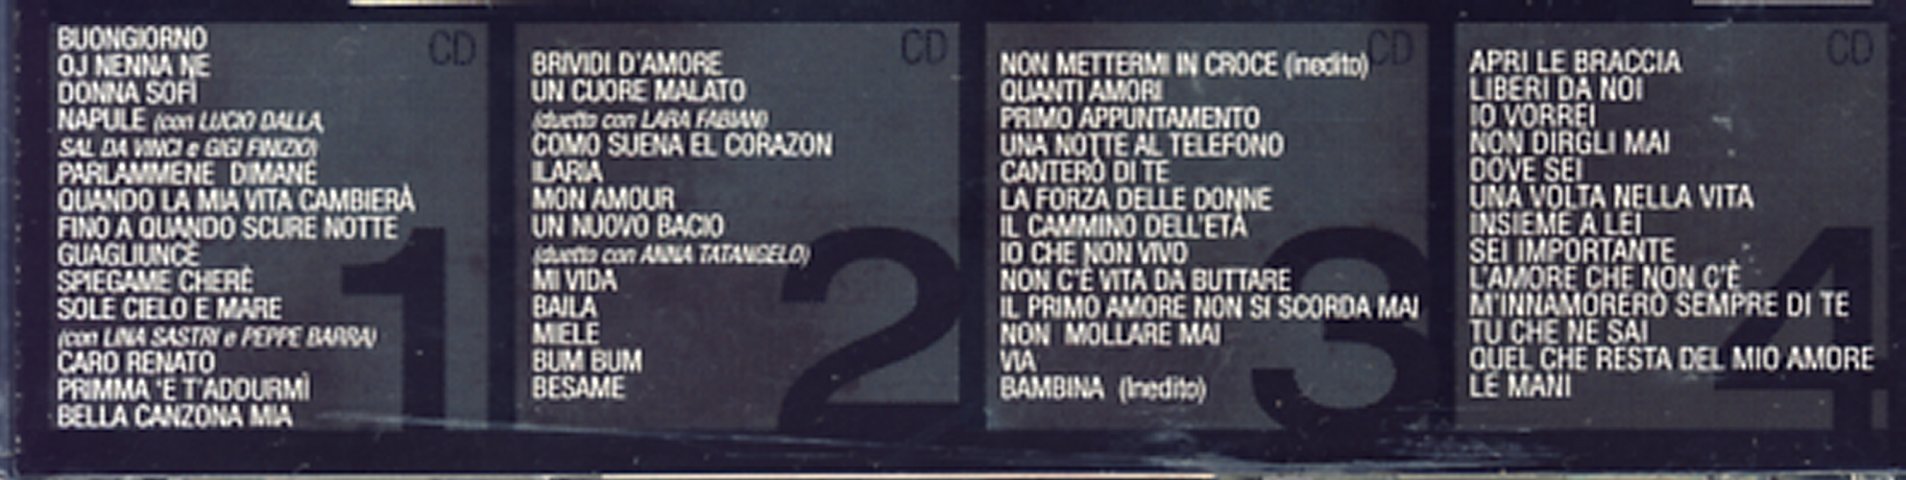 CD
BUONGIORNO
OJ NENNA NE
DONNA SOFÌ
NAPULE (con LUCIO DALLA,
SAL DA VINCI e GIGI FINIZIO)
PARLAMMENE DIMANE
QUANDO LA MIA VITA CAMBIERÀ
FINO A QUANDO SCURE NOTTE
GUAGLIUNCÈ
SPIEGAME CHERÈ
SOLE CIELO E MARE
(con LINA SASTRI e PEPPE BARRA)
CARO RENATO
PRIMMA 'E T'ADDURMÌ
BELLA CANZONA MIA
1
CD
BRIVIDI D'AMORE
UN CUORE MALATO
(duetto con LARA FABIAN)
COMO SUENA EL CORAZON
ILARIA
MON AMOUR
UN NUOVO BACIO
(duetto con ANNA TATANGELO)
MI VIDA
BAILA
MIELE
BUM BUM
BESAME
2
CD
NON METTERMI IN CROCE (inedito)
QUANTI AMORI
PRIMO APPUNTAMENTO
UNA NOTTE AL TELEFONO
CANTERÒ DI TE
LA FORZA DELLE DONNE
IL CAMMINO DELL'ETÀ
IO CHE NON VIVO
NON C'È VITA DA BUTTARE
IL PRIMO AMORE NON SI SCORDA MAI
NON MOLLARE MAI
VIA
BAMBINA (Inedito)
3
CD
APRI LE BRACCIA
LIBERI DA NOI
IO VORREI
NON DIRGLI MAI
DOVE SEI
UNA VOLTA NELLA VITA
INSIEME A LEI
SEI IMPORTANTE
L'AMORE CHE NON C'È
M'INNAMORERÒ SEMPRE DI TE
TU CHE NE SAI
QUEL CHE RESTA DEL MIO AMORE
LE MANI
4